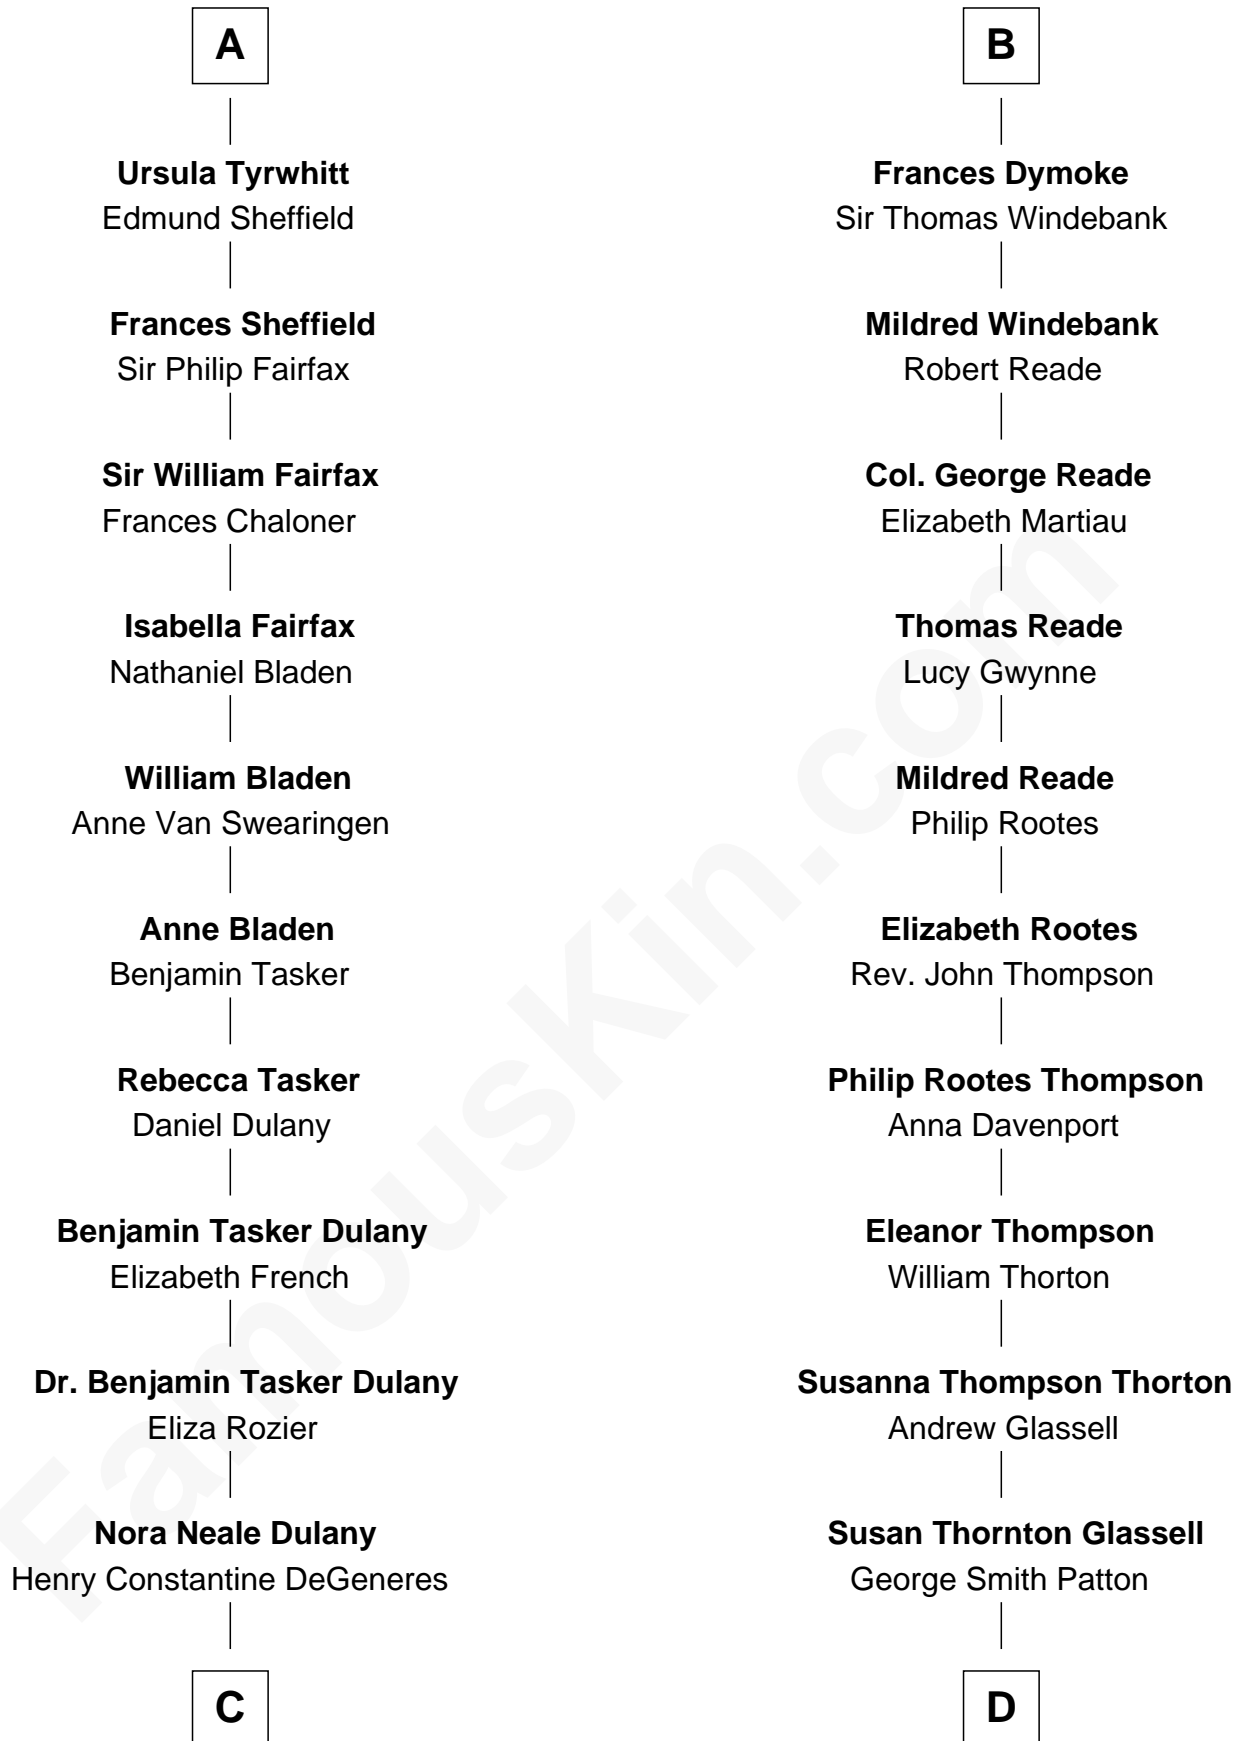 A
Ursula Tyrwhitt
Edmund Sheffield
Frances Sheffield
Sir Philip Fairfax
Sir William Fairfax
Frances Chaloner
Isabella Fairfax
Nathaniel Bladen
William Bladen
Anne Van Swearingen
Anne Bladen
Benjamin Tasker
Rebecca Tasker
Daniel Dulany
Benjamin Tasker Dulany
Elizabeth French
Dr. Benjamin Tasker Dulany
Eliza Rozier
Nora Neale Dulany
Henry Constantine DeGeneres
C
B
Frances Dymoke
Sir Thomas Windebank
Mildred Windebank
Robert Reade
Col. George Reade
Elizabeth Martiau
Thomas Reade
Lucy Gwynne
Mildred Reade
Philip Rootes
Elizabeth Rootes
Rev. John Thompson
Philip Rootes Thompson
Anna Davenport
Eleanor Thompson
William Thorton
Susanna Thompson Thorton
Andrew Glassell
Susan Thornton Glassell
George Smith Patton
D
FamousKin.com